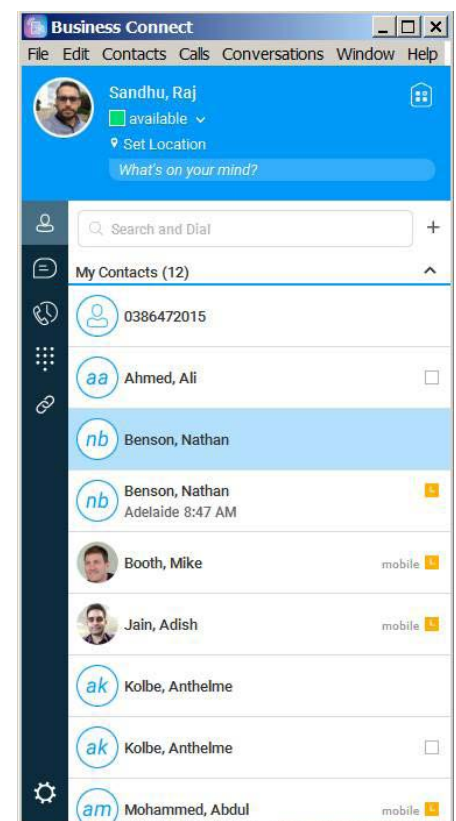 Business Connect
File Edit Contacts Calls Conversations Window Help
Sandhu, Raj
available
Set Location
What's on your mind?
Search and Dial
My Contacts (12)
0386472015
aa Ahmed, Ali
nb Benson, Nathan
nb Benson, Nathan
Adelaide 8:47 AM
Booth, Mike mobile
Jain, Adish mobile
ak Kolbe, Anthelme
ak Kolbe, Anthelme
am Mohammed, Abdul mobile